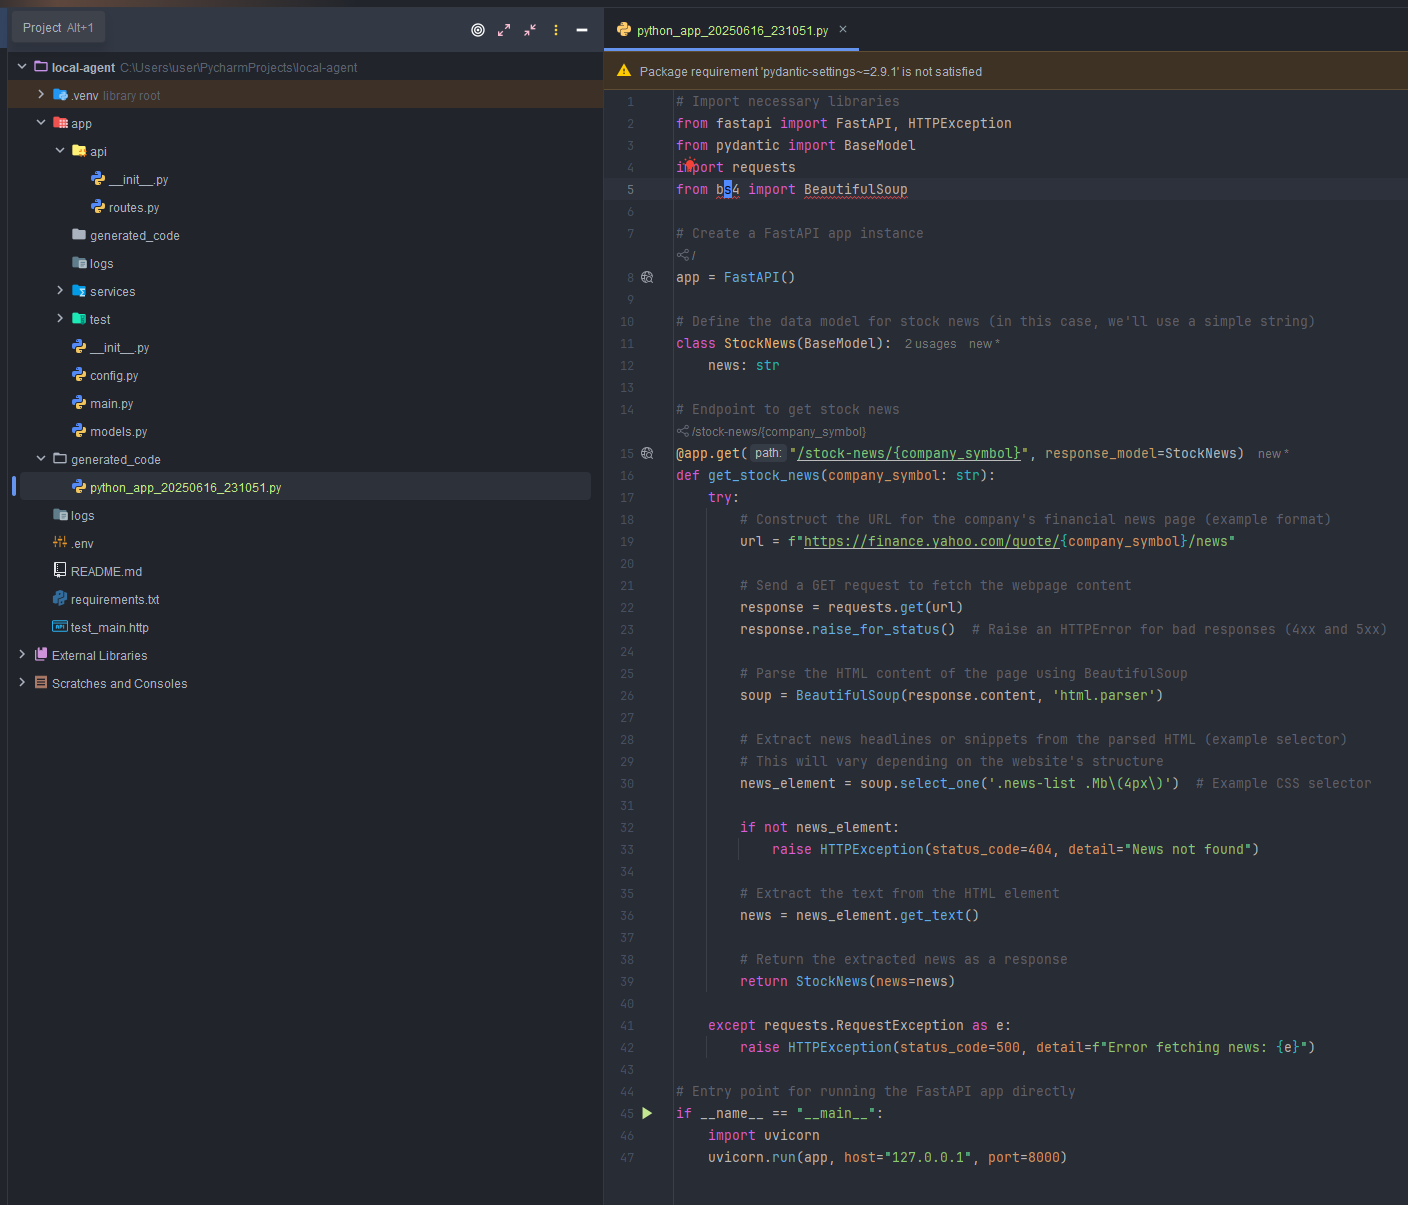 Project Alt+1
local-agent C:\Users\user\PycharmProjects\local-agent
.venv library root
app
api
__init__.py
routes.py
generated_code
logs
services
test
__init__.py
config.py
main.py
models.py
generated_code
python_app_20250616_231051.py
logs
.env
README.md
requirements.txt
test_main.http
External Libraries
Scratches and Consoles
python_app_20250616_231051.py
Package requirement 'pydantic-settings~=2.9.1' is not satisfied
1 # Import necessary libraries
2 from fastapi import FastAPI, HTTPException
3 from pydantic import BaseModel
4 import requests
5 from bs4 import BeautifulSoup
6
7 # Create a FastAPI app instance
/
8 app = FastAPI()
9
10 # Define the data model for stock news (in this case, we'll use a simple string)
11 class StockNews(BaseModel): 2 usages new *
12 news: str
13
14 # Endpoint to get stock news
/stock-news/{company_symbol}
15 @app.get( path: "/stock-news/{company_symbol}", response_model=StockNews) new *
16 def get_stock_news(company_symbol: str):
17 try:
18 # Construct the URL for the company's financial news page (example format)
19 url = f"https://finance.yahoo.com/quote/{company_symbol}/news"
20
21 # Send a GET request to fetch the webpage content
22 response = requests.get(url)
23 response.raise_for_status() # Raise an HTTPError for bad responses (4xx and 5xx)
24
25 # Parse the HTML content of the page using BeautifulSoup
26 soup = BeautifulSoup(response.content, 'html.parser')
27
28 # Extract news headlines or snippets from the parsed HTML (example selector)
29 # This will vary depending on the website's structure
30 news_element = soup.select_one('.news-list .Mb\(4px\)') # Example CSS selector
31
32 if not news_element:
33 raise HTTPException(status_code=404, detail="News not found")
34
35 # Extract the text from the HTML element
36 news = news_element.get_text()
37
38 # Return the extracted news as a response
39 return StockNews(news=news)
40
41 except requests.RequestException as e:
42 raise HTTPException(status_code=500, detail=f"Error fetching news: {e}")
43
44 # Entry point for running the FastAPI app directly
45 if __name__ == "__main__":
46 import uvicorn
47 uvicorn.run(app, host="127.0.0.1", port=8000)